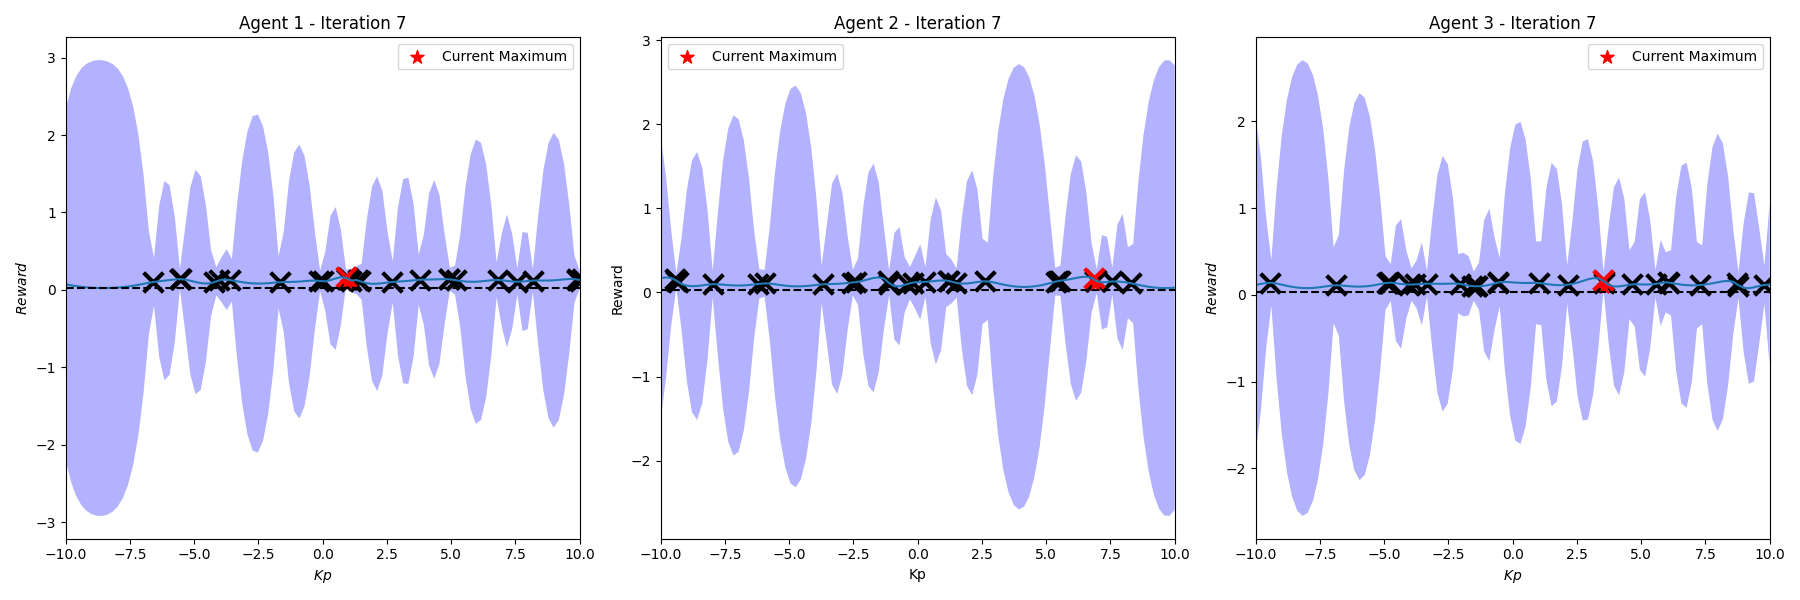 Agent 1 - Iteration 7
Current Maximum
3
2
1
0
−1
−2
−3
Reward
−10.0 −7.5 −5.0 −2.5 0.0 2.5 5.0 7.5 10.0
Kp
Agent 2 - Iteration 7
Current Maximum
3
2
1
0
−1
−2
Reward
−10.0 −7.5 −5.0 −2.5 0.0 2.5 5.0 7.5 10.0
Kp
Agent 3 - Iteration 7
Current Maximum
2
1
0
−1
−2
Reward
−10.0 −7.5 −5.0 −2.5 0.0 2.5 5.0 7.5 10.0
Kp